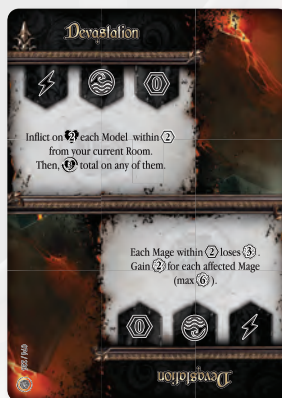 Devastation
Inflict on 2 each Model within 2
from your current Room.
Then, total on any of them.
Each Mage within 2 loses 3.
Gain 2 for each affected Mage
(max 6).
Devastation